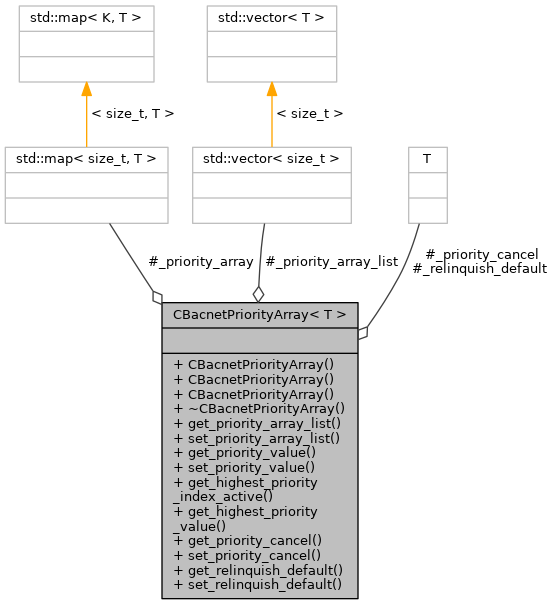 std::map< K, T >
std::vector< T >
< size_t, T >
< size_t >
std::map< size_t, T >
std::vector< size_t >
T
#_priority_array
#_priority_array_list
#_priority_cancel
#_relinquish_default
CBacnetPriorityArray< T >
+ CBacnetPriorityArray()
+ CBacnetPriorityArray()
+ CBacnetPriorityArray()
+ ~CBacnetPriorityArray()
+ get_priority_array_list()
+ set_priority_array_list()
+ get_priority_value()
+ set_priority_value()
+ get_highest_priority
_index_active()
+ get_highest_priority
_value()
+ get_priority_cancel()
+ set_priority_cancel()
+ get_relinquish_default()
+ set_relinquish_default()